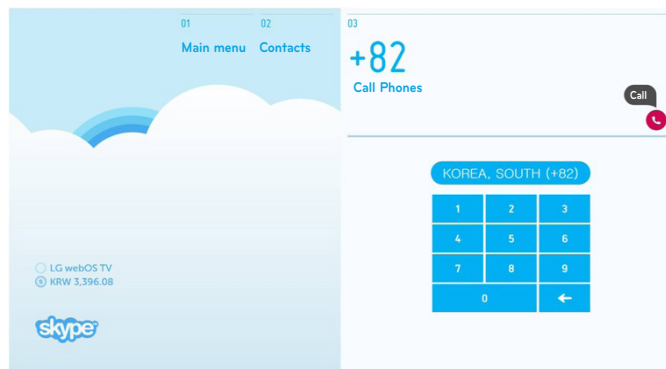 01
02
03
Main menu
Contacts
+82
Call Phones
Call
KOREA, SOUTH (+82)
1 2 3
4 5 6
7 8 9
0
LG webOS TV
KRW 3,396.08
skype